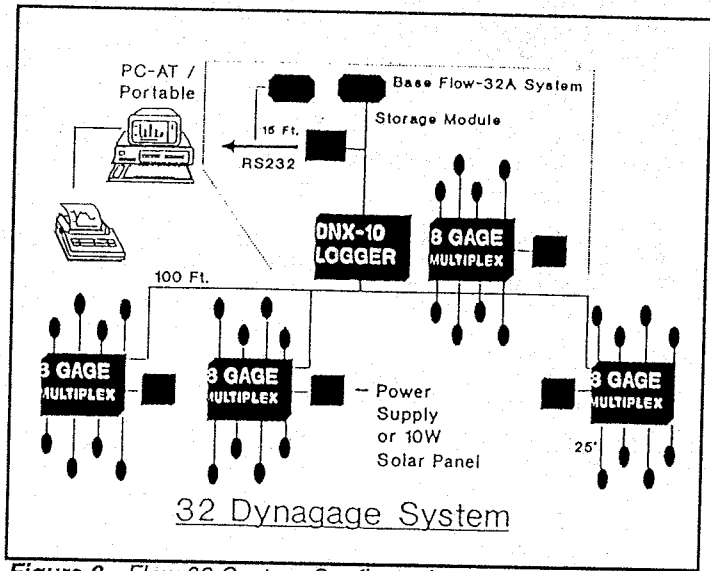 PC-AT /
Portable
Base Flow-32A System
Storage Module
15 Ft.
RS232
DNX-10
LOGGER
8 GAGE
MULTIPLEX
100 Ft.
8 GAGE
MULTIPLEX
8 GAGE
MULTIPLEX
Power
Supply
or 10W
Solar Panel
8 GAGE
MULTIPLEX
25'
32 Dynagage System